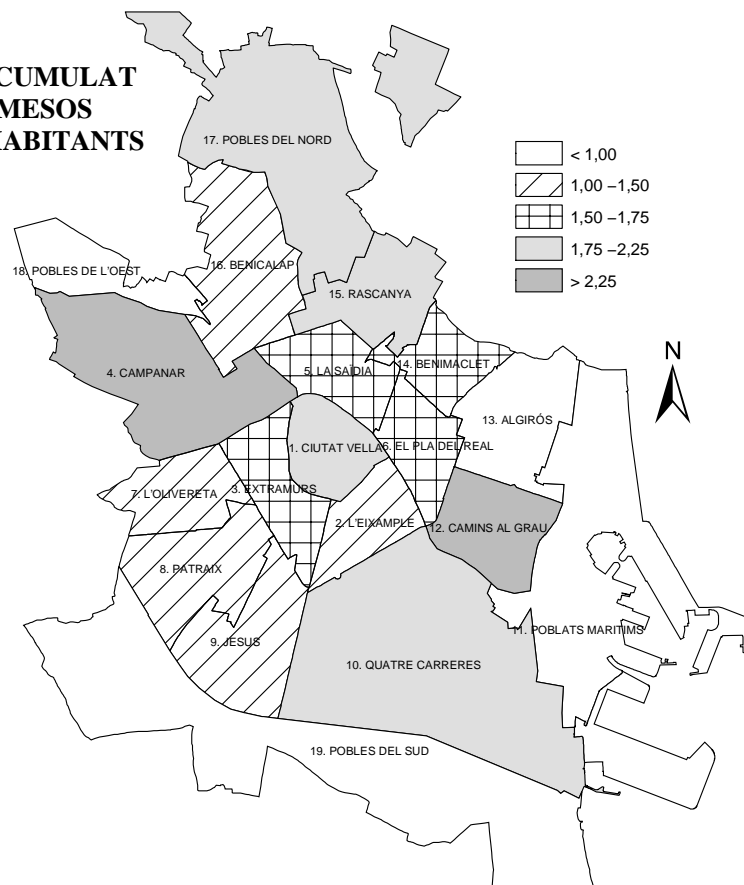 CUMULAT
MESOS
HABITANTS
17. POBLES DEL NORD
< 1,00
1,00 –1,50
1,50 –1,75
1,75 –2,25
> 2,25
18. POBLES DE L'OEST
16. BENICALAP
15. RASCANYA
N
4. CAMPANAR
5. LA SAÏDIA
14. BENIMACLET
13. ALGIRÓS
1. CIUTAT VELLA
6. EL PLA DEL REAL
7. L'OLIVERETA
3. EXTRAMURS
2. L'EIXAMPLE
12. CAMINS AL GRAU
8. PATRAIX
9. JESUS
11. POBLATS MARITIMS
10. QUATRE CARRERES
19. POBLES DEL SUD